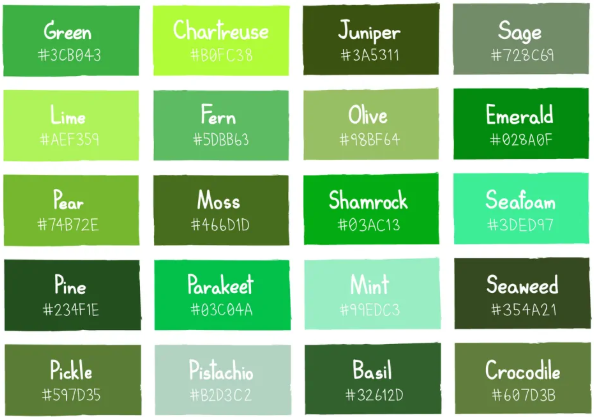 Green
#3CB043
Chartreuse
#B0FC38
Juniper
#3A5311
Sage
#728C69
Lime
#AEF359
Fern
#5DBB63
Olive
#98BF64
Emerald
#028A0F
Pear
#74B72E
Moss
#466D1D
Shamrock
#03AC13
Seafoam
#3DED97
Pine
#234F1E
Parakeet
#03C04A
Mint
#99EDC3
Seaweed
#354A21
Pickle
#597D35
Pistachio
#B2D3C2
Basil
#32612D
Crocodile
#607D3B